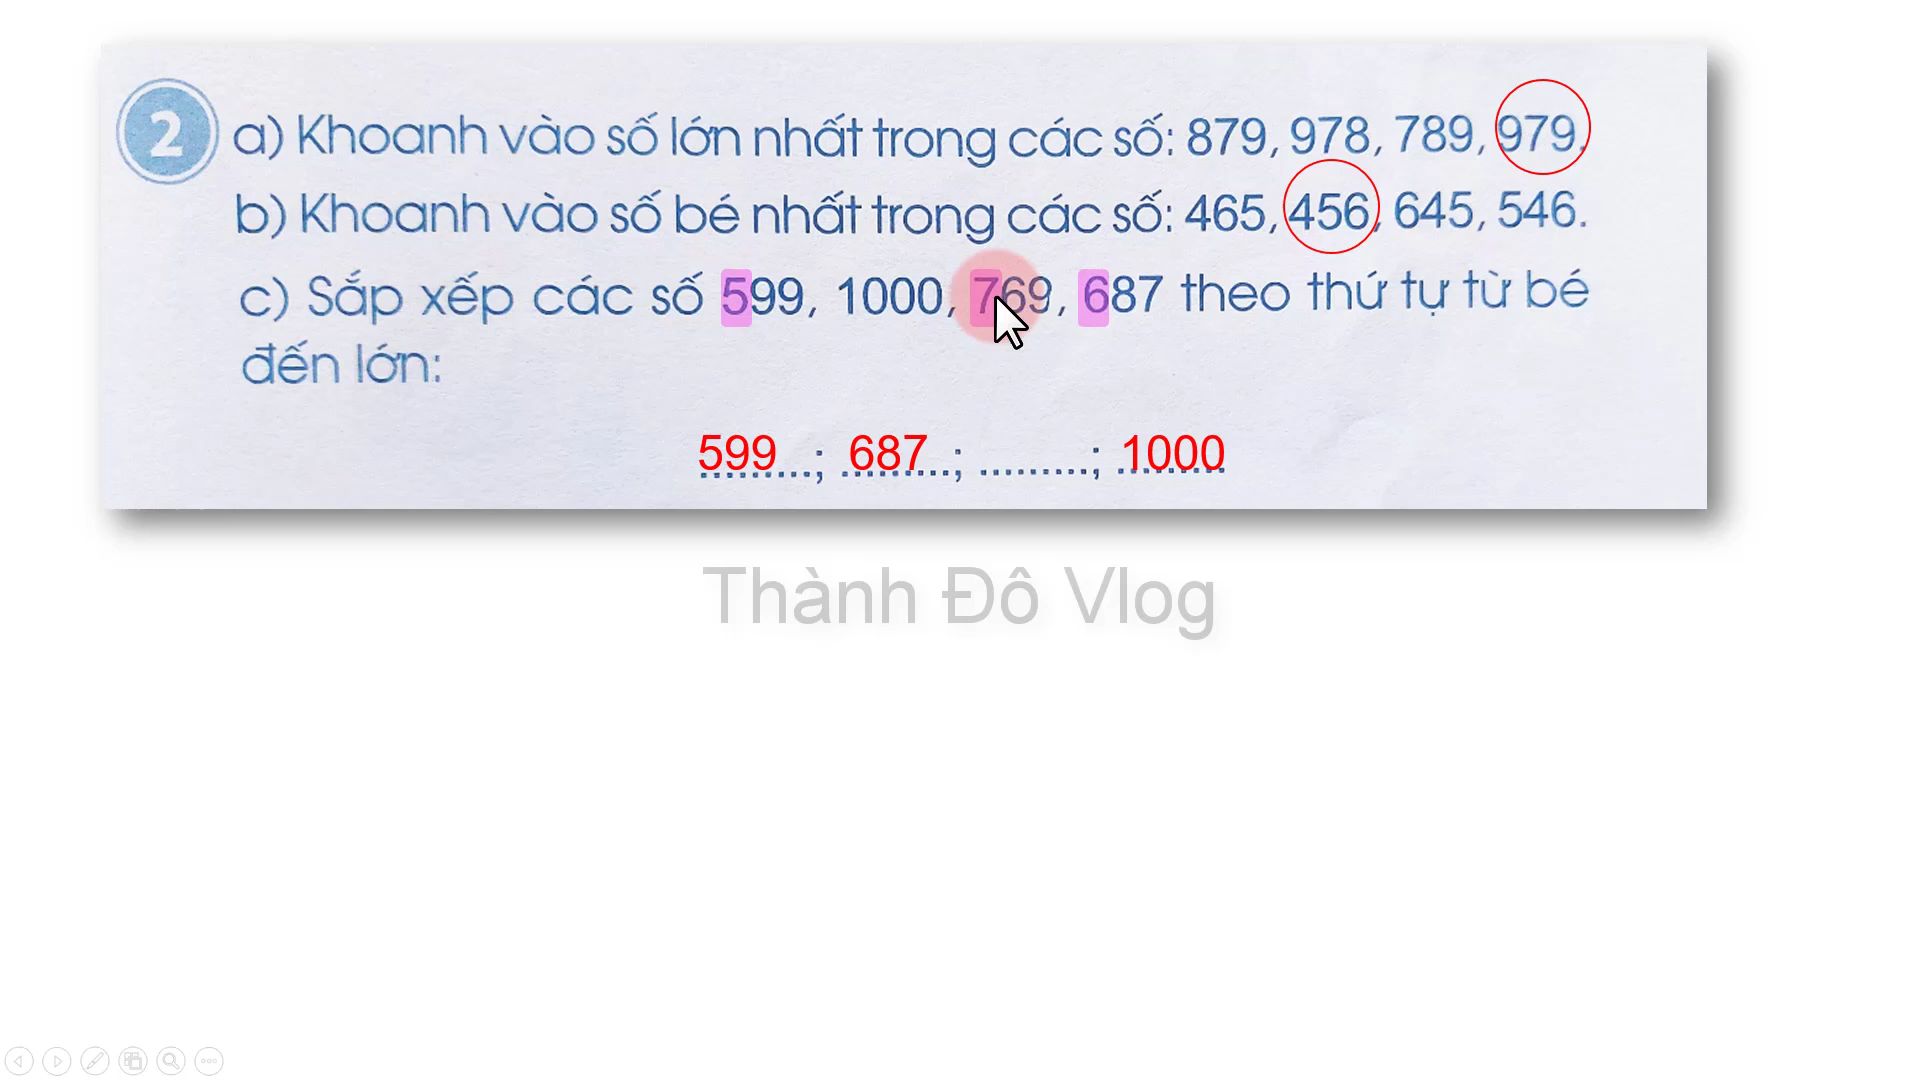 2 a) Khoanh vào số lớn nhất trong các số: 879, 978, 789, 979.
b) Khoanh vào số bé nhất trong các số: 465, 456, 645, 546.
c) Sắp xếp các số 599, 1000, 769, 687 theo thứ tự từ bé
đến lớn:
599.........; 687.........; .........; 1000.........
Thành Đô Vlog